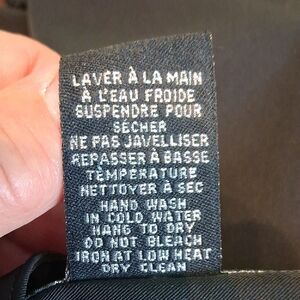 LAVER À LA MAIN
À L'EAU FROIDE
SUSPENDRE POUR
SÉCHER
NE PAS JAVELLISER
REPASSER À BASSE
TEMPÉRATURE
NETTOYER À SEC
HAND WASH
IN COLD WATER
HANG TO DRY
DO NOT BLEACH
IRON AT LOW HEAT
DRY CLEAN